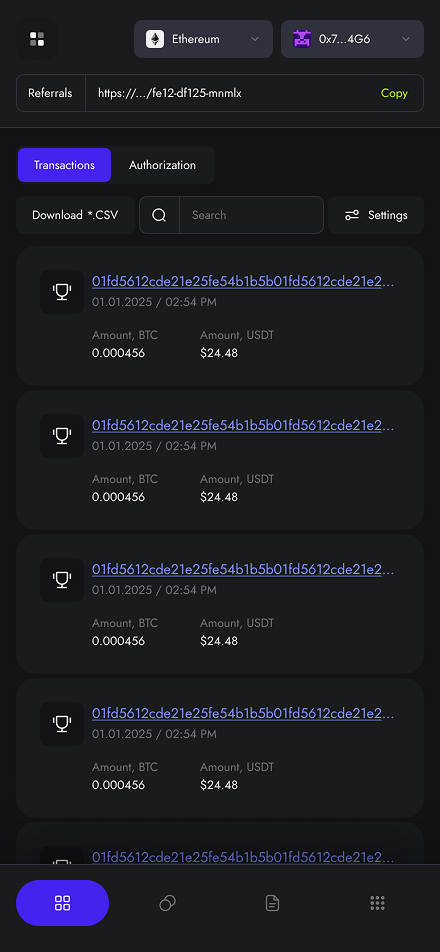 Ethereum
0x7...4G6
Referrals
https://.../fe12-df125-mnmlx
Copy
Transactions
Authorization
Download *.CSV
Search
Settings
01fd5612cde21e25fe54b1b5b01fd5612cde21e2...
01.01.2025 / 02:54 PM
Amount, BTC
Amount, USDT
0.000456
$24.48
01fd5612cde21e25fe54b1b5b01fd5612cde21e2...
01.01.2025 / 02:54 PM
Amount, BTC
Amount, USDT
0.000456
$24.48
01fd5612cde21e25fe54b1b5b01fd5612cde21e2...
01.01.2025 / 02:54 PM
Amount, BTC
Amount, USDT
0.000456
$24.48
01fd5612cde21e25fe54b1b5b01fd5612cde21e2...
01.01.2025 / 02:54 PM
Amount, BTC
Amount, USDT
0.000456
$24.48
01fd5612cde21e25fe54b1b5b01fd5612cde21e2...